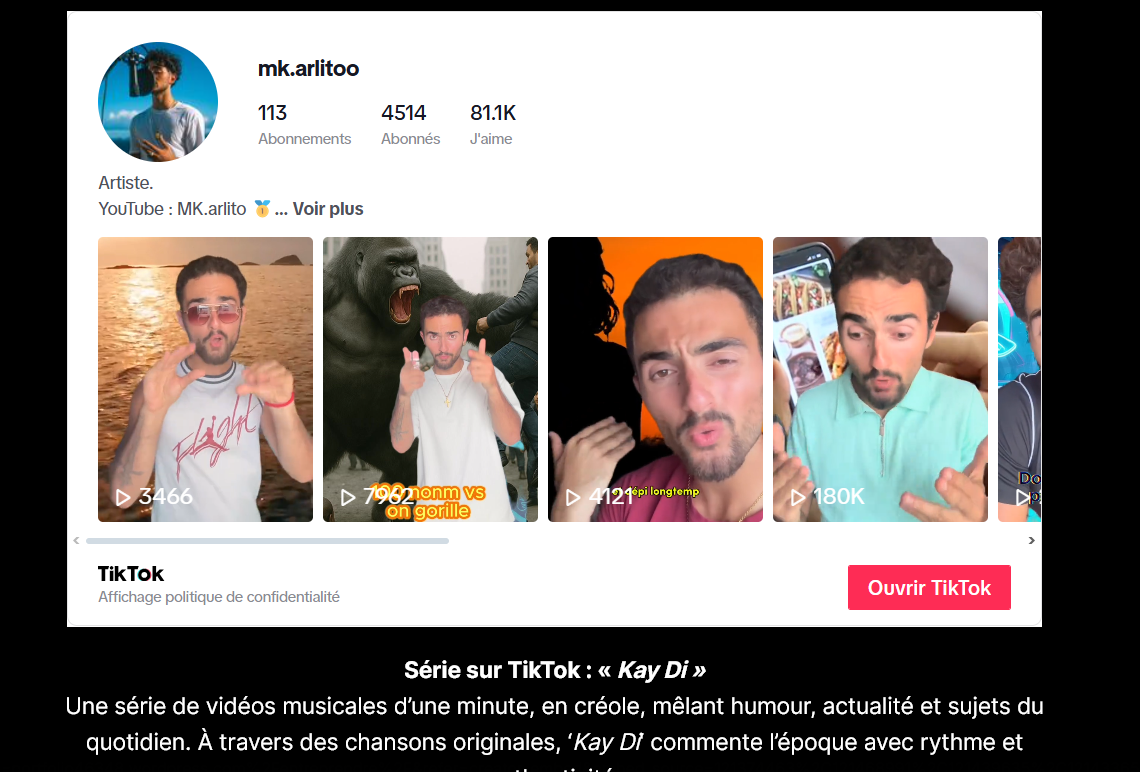 mk.arlitoo
113 4514 81.1K
Abonnements Abonnés J'aime
Artiste.
YouTube : MK.arlito 🥇... Voir plus
Flight
100 nonm vs
on gorille
dépi longtemp
Do
3466 7962 4121 180K
TikTok
Affichage politique de confidentialité
Ouvrir TikTok
Série sur TikTok : « Kay Di »
Une série de vidéos musicales d’une minute, en créole, mêlant humour, actualité et sujets du
quotidien. À travers des chansons originales, ‘Kay Di’ commente l’époque avec rythme et